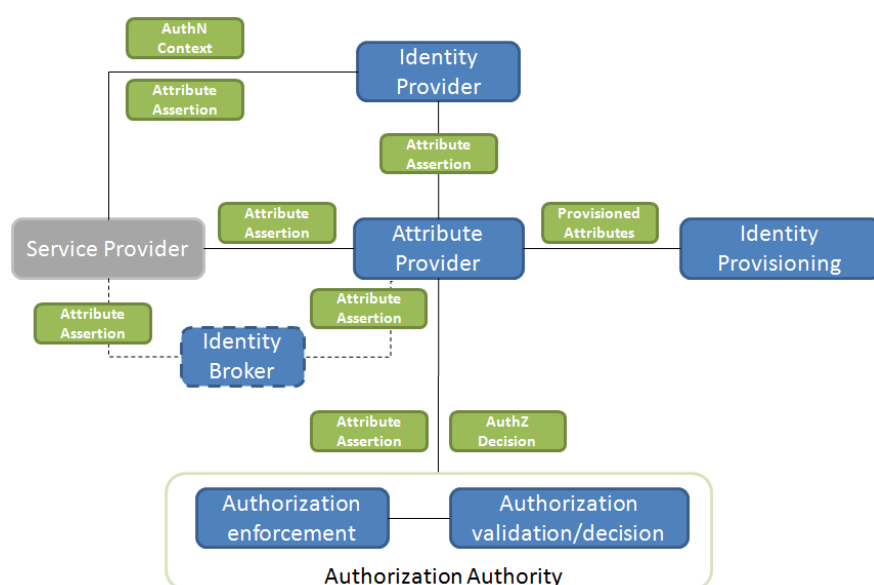 AuthN
Context
Identity
Provider
Attribute
Assertion
Attribute
Assertion
Service Provider
Attribute
Assertion
Attribute
Provider
Provisioned
Attributes
Identity
Provisioning
Attribute
Assertion
Identity
Broker
Attribute
Assertion
Attribute
Assertion
AuthZ
Decision
Authorization
enforcement
Authorization
validation/decision
Authorization Authority